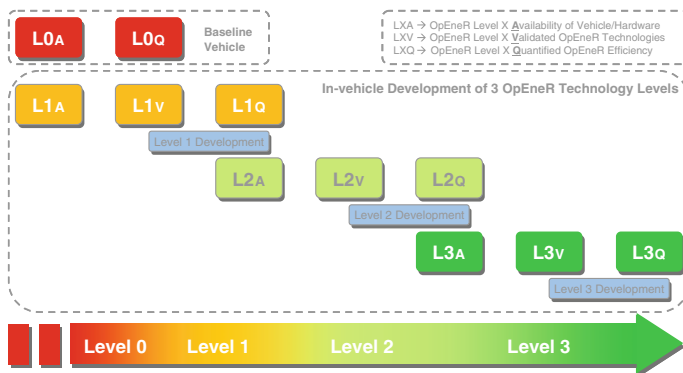 L0A L0Q Baseline
Vehicle
LXA → OpEneR Level X Availability of Vehicle/Hardware
LXV → OpEneR Level X Validated OpEneR Technologies
LXQ → OpEneR Level X Quantified OpEneR Efficiency
In-vehicle Development of 3 OpEneR Technology Levels
L1A L1V L1Q
Level 1 Development
L2A L2V L2Q
Level 2 Development
L3A L3V L3Q
Level 3 Development
Level 0 Level 1 Level 2 Level 3